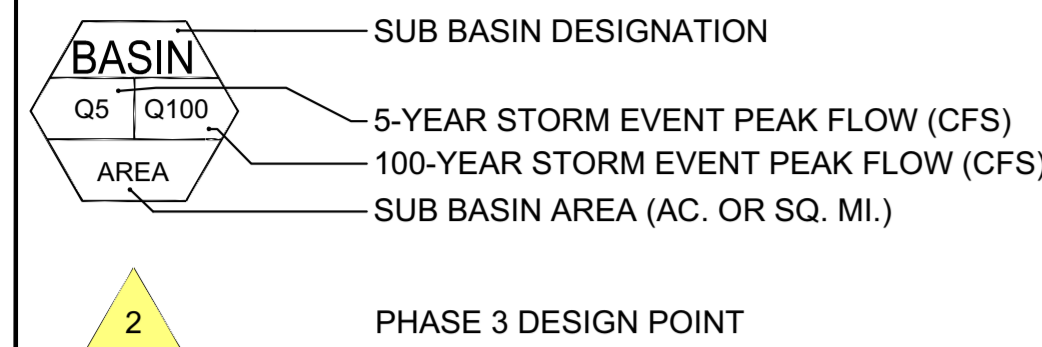 BASIN
SUB BASIN DESIGNATION
Q5 Q100
5-YEAR STORM EVENT PEAK FLOW (CFS)
100-YEAR STORM EVENT PEAK FLOW (CFS)
AREA
SUB BASIN AREA (AC. OR SQ. MI.)
2 PHASE 3 DESIGN POINT